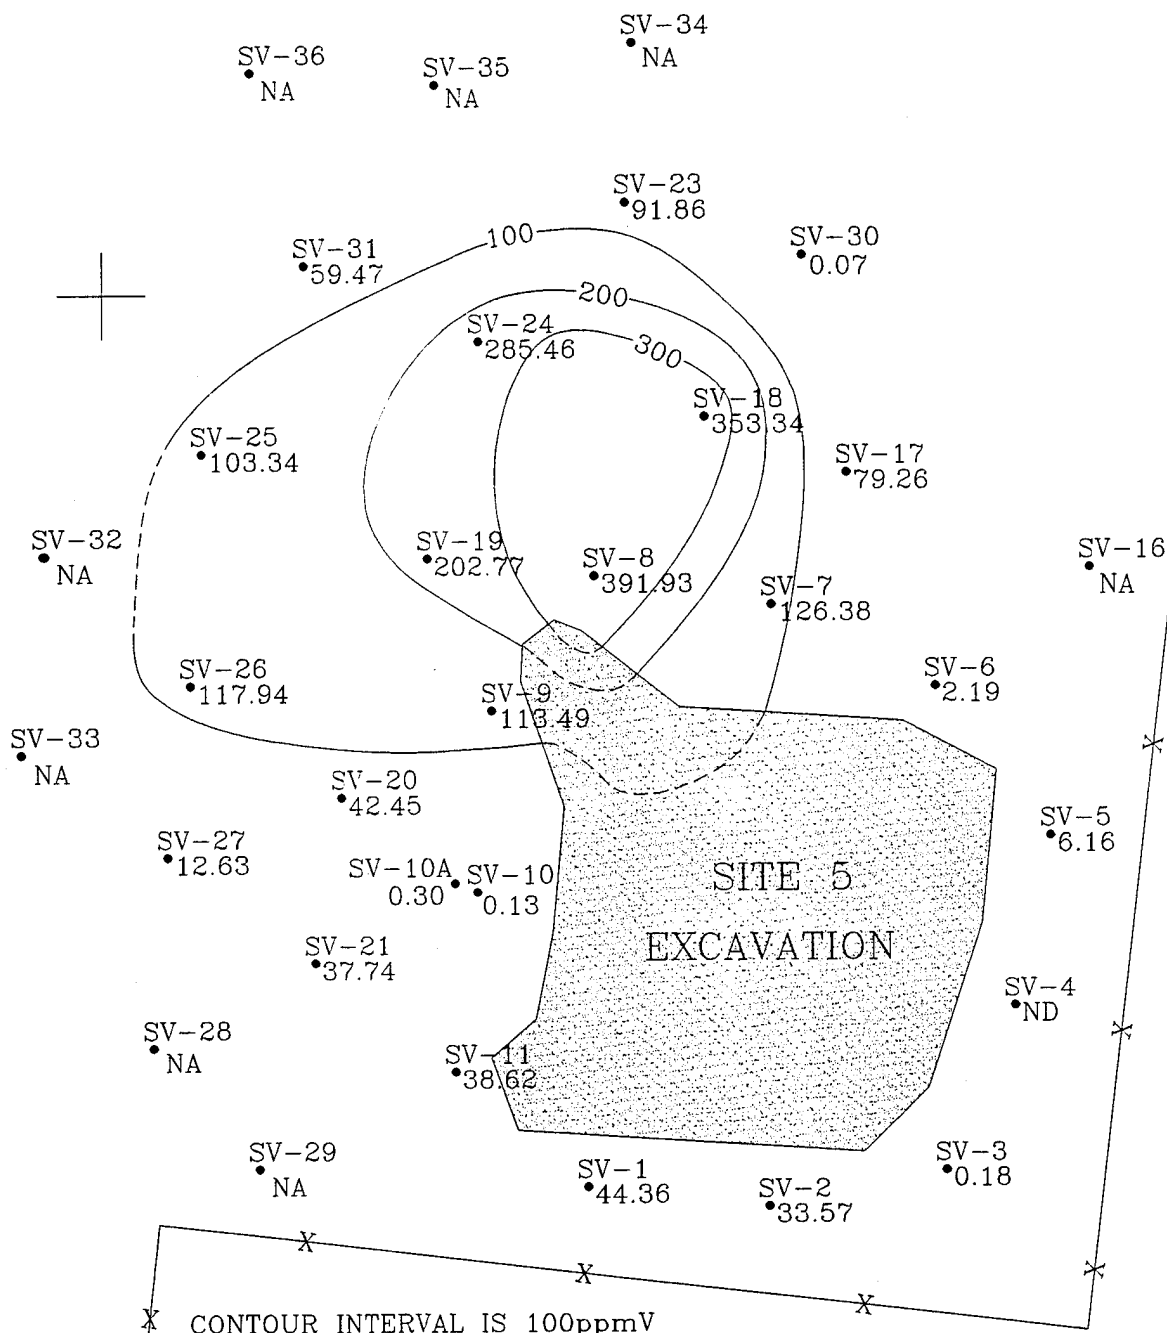 SV-34
NA
SV-36
NA
SV-35
NA
SV-23
91.86
100
SV-30
0.07
SV-31
59.47
200
SV-24
285.46
300
SV-18
353.34
SV-25
103.34
SV-17
79.26
SV-32
NA
SV-19
202.77
SV-8
391.93
SV-7
126.38
SV-16
NA
SV-26
117.94
SV-9
113.49
SV-6
2.19
SV-33
NA
X
SV-20
42.45
SV-27
12.63
SV-10A
0.30
SV-10
0.13
SV-5
6.16
SITE 5
EXCAVATION
SV-21
37.74
SV-4
ND
SV-28
NA
X
SV-11
38.62
SV-29
NA
SV-1
44.36
SV-2
33.57
SV-3
0.18
X
X
X
X
X
CONTOUR INTERVAL IS 100ppmV